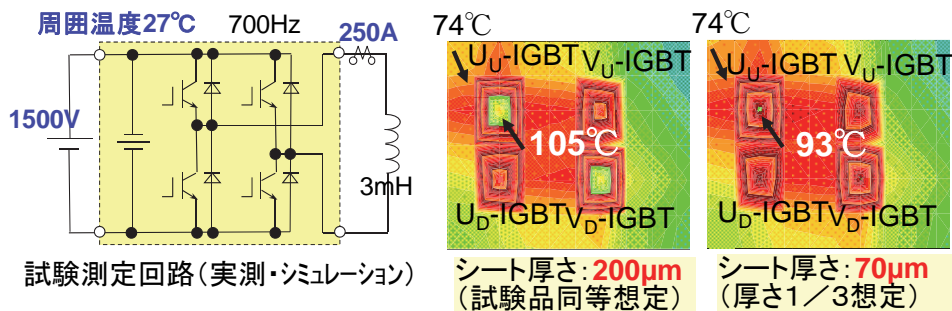 周囲温度27℃
700Hz
250A
1500V
3mH
試験測定回路(実測・シミュレーション)
74℃
UU-IGBT VU-IGBT
105℃
UD-IGBT VD-IGBT
シート厚さ:200μm
(試験品同等想定)
74℃
UU-IGBT VU-IGBT
93℃
UD-IGBT VD-IGBT
シート厚さ:70μm
(厚さ1/3想定)